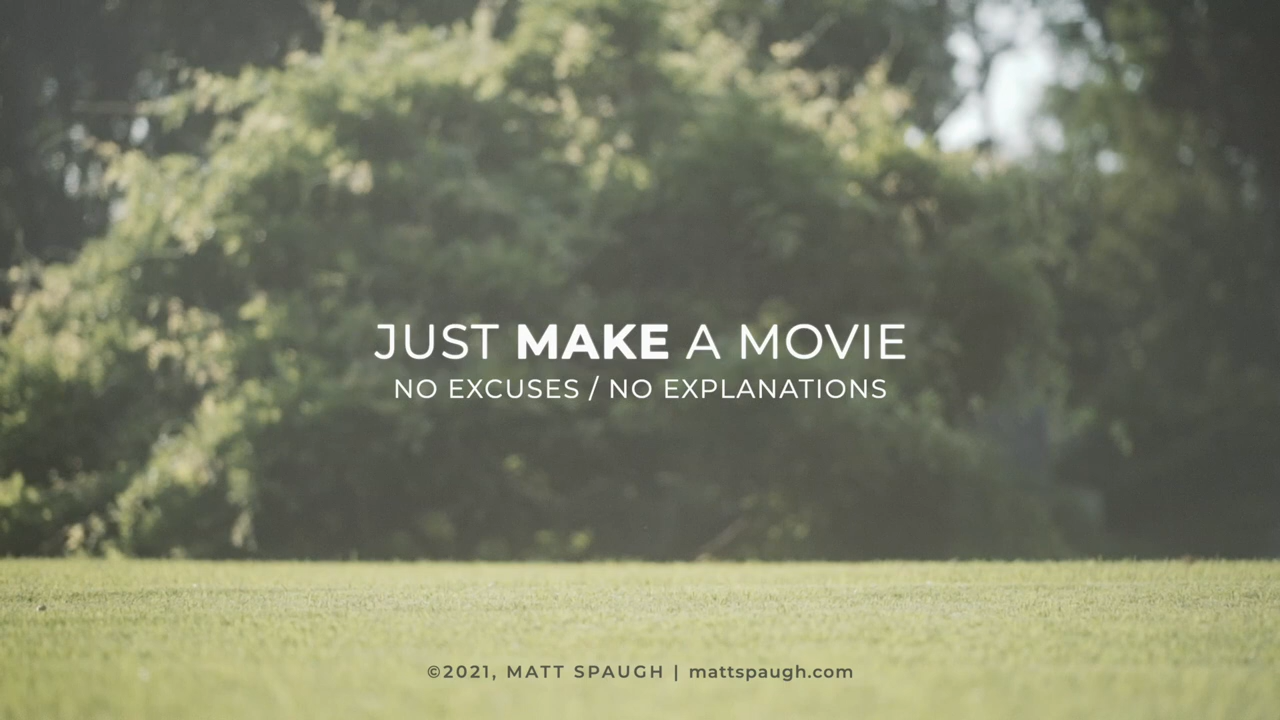 JUST MAKE A MOVIE
NO EXCUSES / NO EXPLANATIONS
©2021, MATT SPAUGH | mattspaugh.com